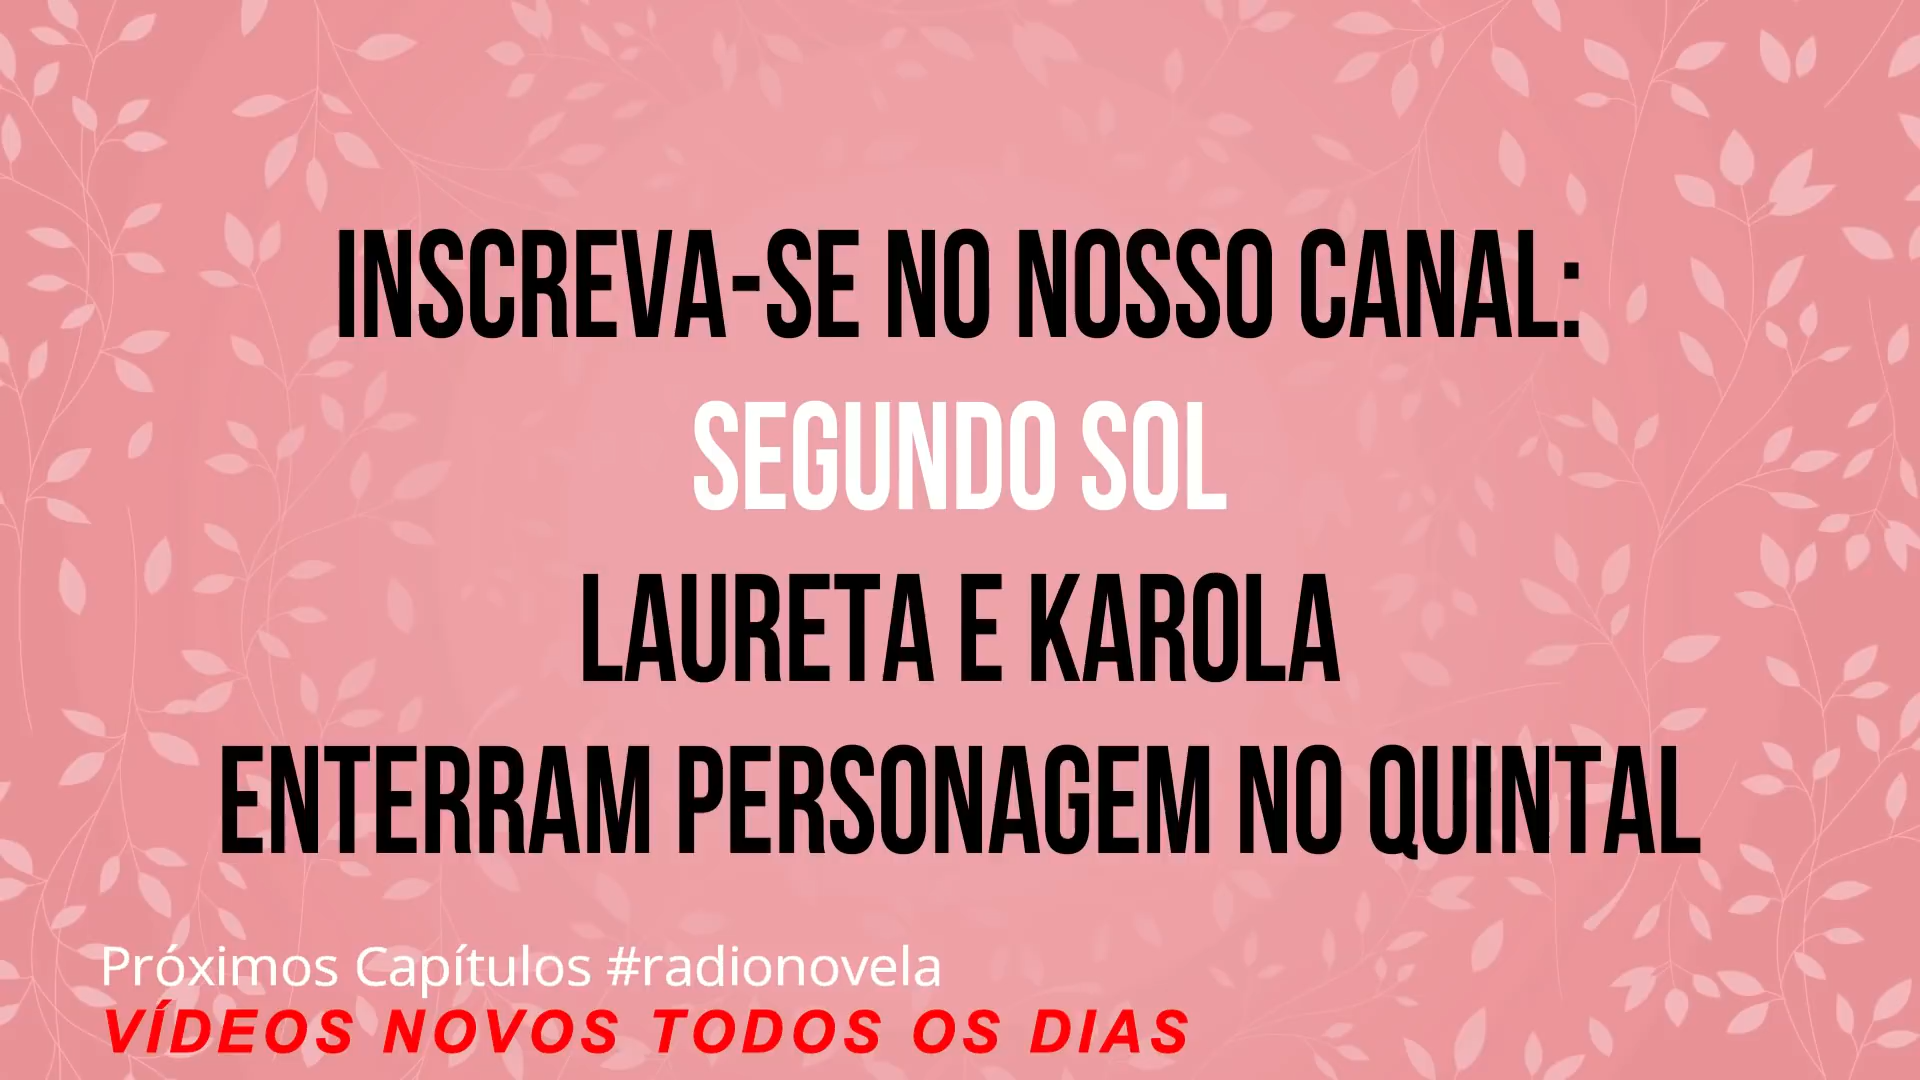 INSCREVA-SE NO NOSSO CANAL:
SEGUNDO SOL
LAURETA E KAROLA
ENTERRAM PERSONAGEM NO QUINTAL
Próximos Capítulos #radionovela
VÍDEOS NOVOS TODOS OS DIAS